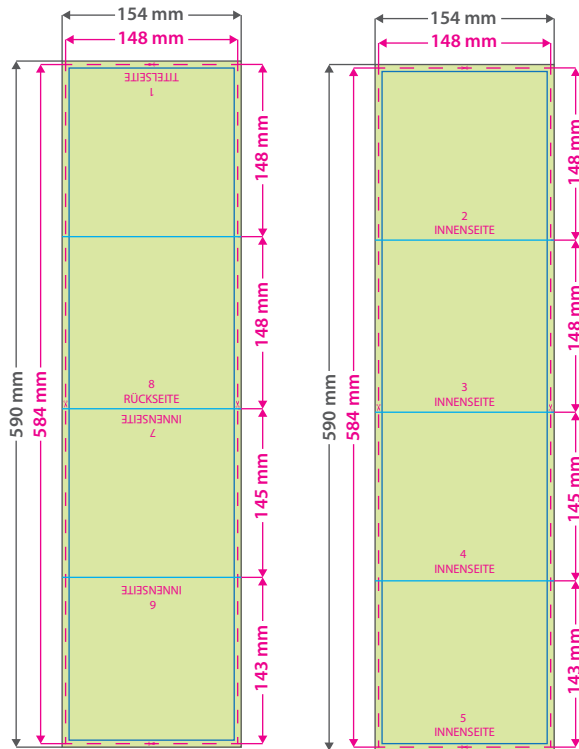 154 mm
148 mm
590 mm
584 mm
1
TITELSEITE
148 mm
148 mm
8
RÜCKSEITE
7
INNENSEITE
145 mm
6
INNENSEITE
143 mm
154 mm
148 mm
590 mm
584 mm
148 mm
2
INNENSEITE
148 mm
3
INNENSEITE
145 mm
4
INNENSEITE
143 mm
5
INNENSEITE